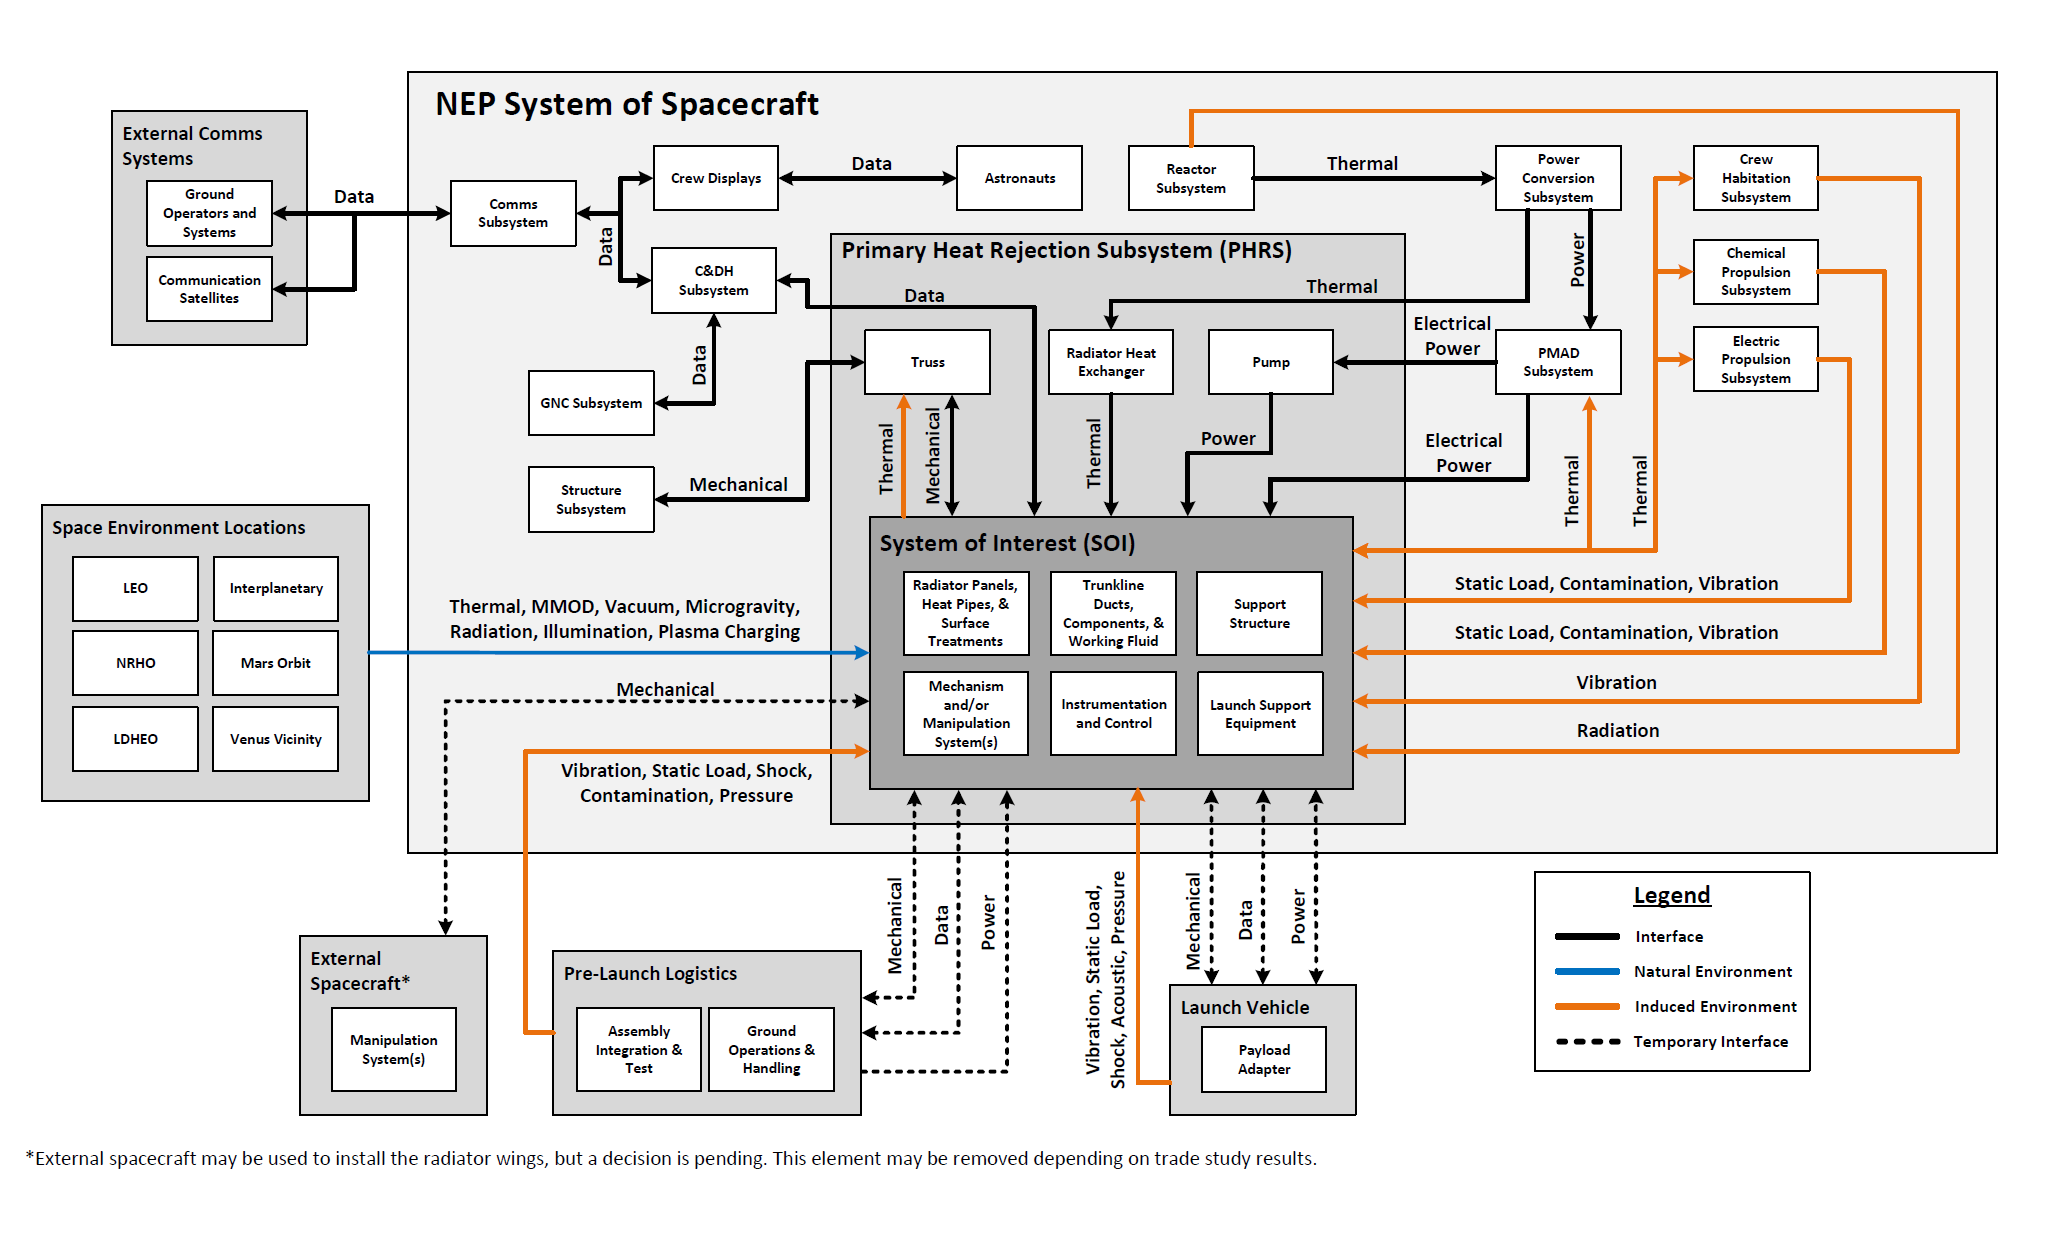 NEP System of Spacecraft
External Comms
Systems
Ground
Operators and
Systems
Communication
Satellites
Data
Comms
Subsystem
Data
Crew Displays
Data
Astronauts
C&DH
Subsystem
Data
GNC Subsystem
Structure
Subsystem
Mechanical
Reactor
Subsystem
Thermal
Power
Conversion
Subsystem
Power
Crew
Habitation
Subsystem
Chemical
Propulsion
Subsystem
Electric
Propulsion
Subsystem
Primary Heat Rejection Subsystem (PHRS)
Data
Thermal
Truss
Radiator Heat
Exchanger
Pump
Electrical
Power
PMAD
Subsystem
Thermal
Mechanical
Thermal
Power
Electrical
Power
Thermal
Thermal
System of Interest (SOI)
Radiator Panels,
Heat Pipes, &
Surface
Treatments
Trunkline
Ducts,
Components, &
Working Fluid
Support
Structure
Mechanism
and/or
Manipulation
System(s)
Instrumentation
and Control
Launch Support
Equipment
Static Load, Contamination, Vibration
Static Load, Contamination, Vibration
Vibration
Radiation
Space Environment Locations
LEO
Interplanetary
NRHO
Mars Orbit
LDHEO
Venus Vicinity
Thermal, MMOD, Vacuum, Microgravity,
Radiation, Illumination, Plasma Charging
Mechanical
Vibration, Static Load, Shock,
Contamination, Pressure
Mechanical
Data
Power
Vibration, Static Load,
Shock, Acoustic, Pressure
Mechanical
Data
Power
External
Spacecraft*
Manipulation
System(s)
Pre-Launch Logistics
Assembly
Integration &
Test
Ground
Operations &
Handling
Launch Vehicle
Payload
Adapter
Legend
Interface
Natural Environment
Induced Environment
Temporary Interface
*External spacecraft may be used to install the radiator wings, but a decision is pending. This element may be removed depending on trade study results.